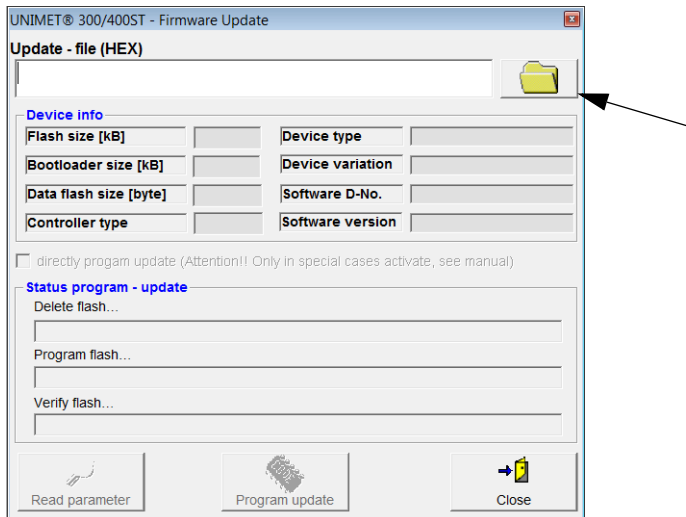 UNIMET® 300/400ST - Firmware Update
Update - file (HEX)
Device info
Flash size [kB]
Device type
Bootloader size [kB]
Device variation
Data flash size [byte]
Software D-No.
Controller type
Software version
directly progam update (Attention!! Only in special cases activate, see manual)
Status program - update
Delete flash...
Program flash...
Verify flash...
Read parameter
Program update
Close